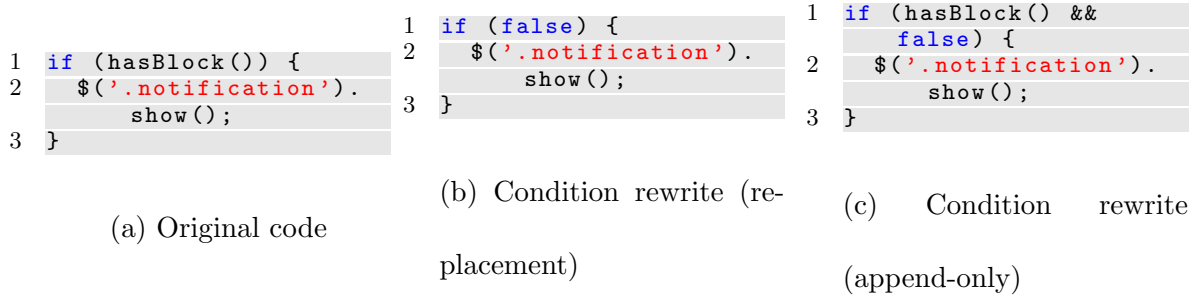 1 if (hasBlock()) {
2 $('.notification').
show();
3 }
(a) Original code
1 if (false) {
2 $('.notification').
show();
3 }
(b) Condition rewrite (re-
placement)
1 if (hasBlock() &&
false) {
2 $('.notification').
show();
3 }
(c) Condition rewrite
(append-only)